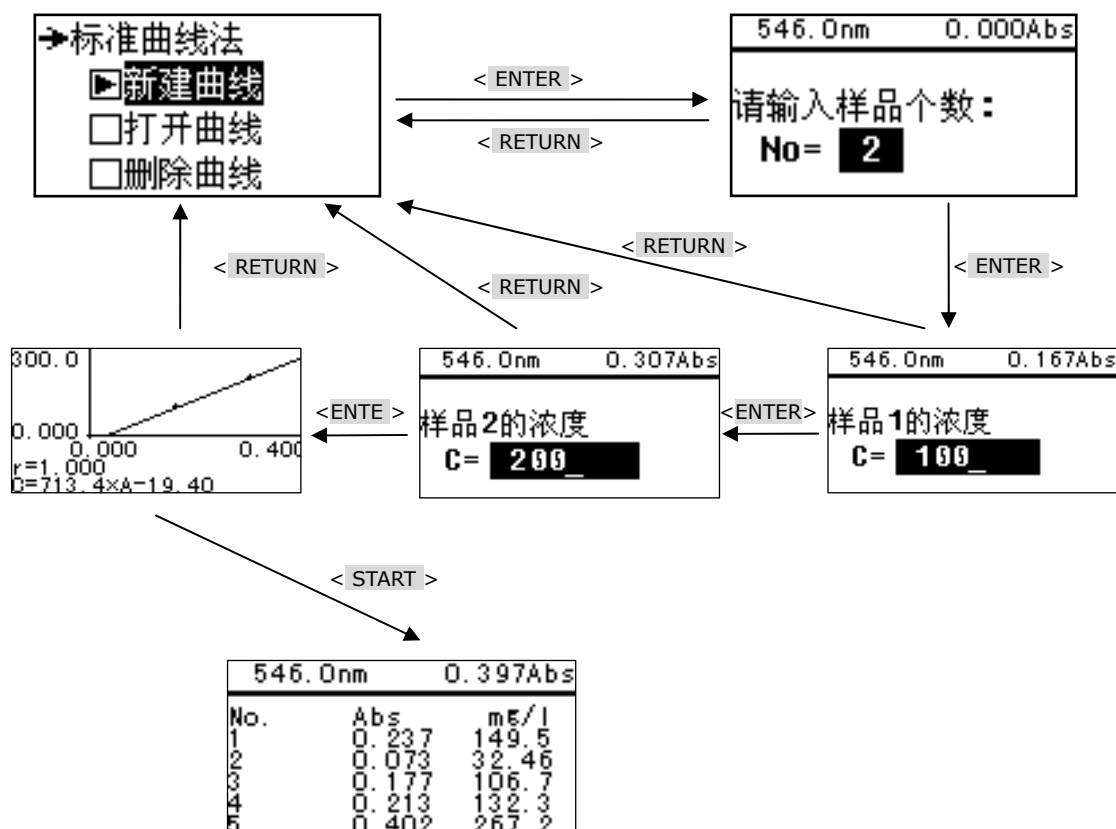 标准曲线法
新建曲线
打开曲线
删除曲线
< ENTER >
< RETURN >
546.0nm 0.000Abs
请输入样品个数:
No= 2
< RETURN >
< RETURN >
< RETURN >
< ENTER >
300.0
0.000
0.000 0.400
r=1.000
C=713.4×A-19.40
<ENTE >
546.0nm 0.307Abs
样品2的浓度
C= 200_
<ENTER>
546.0nm 0.167Abs
样品1的浓度
C= 100_
< START >
546.0nm 0.397Abs
No. Abs mg/l
1 0.237 149.5
2 0.073 32.46
3 0.177 106.7
4 0.213 132.3
5 0.402 267.2